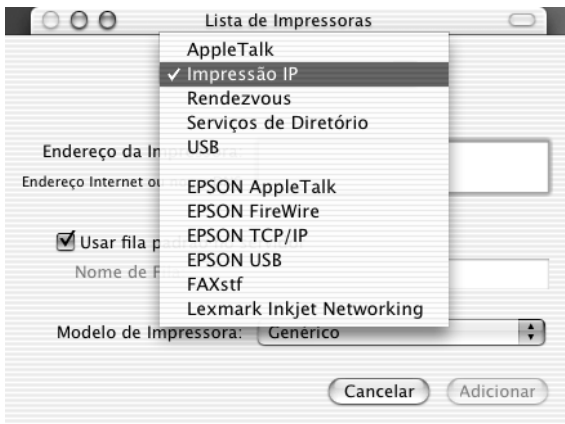 Lista de Impressoras
AppleTalk
✓ Impressão IP
Rendezvous
Serviços de Diretório
USB
EPSON AppleTalk
EPSON FireWire
EPSON TCP/IP
EPSON USB
FAXstf
Lexmark Inkjet Networking
Endereço da Impressora:
Endereço Internet ou
Usar fila
Nome de
Modelo de Impressora: Genérico
Cancelar Adicionar